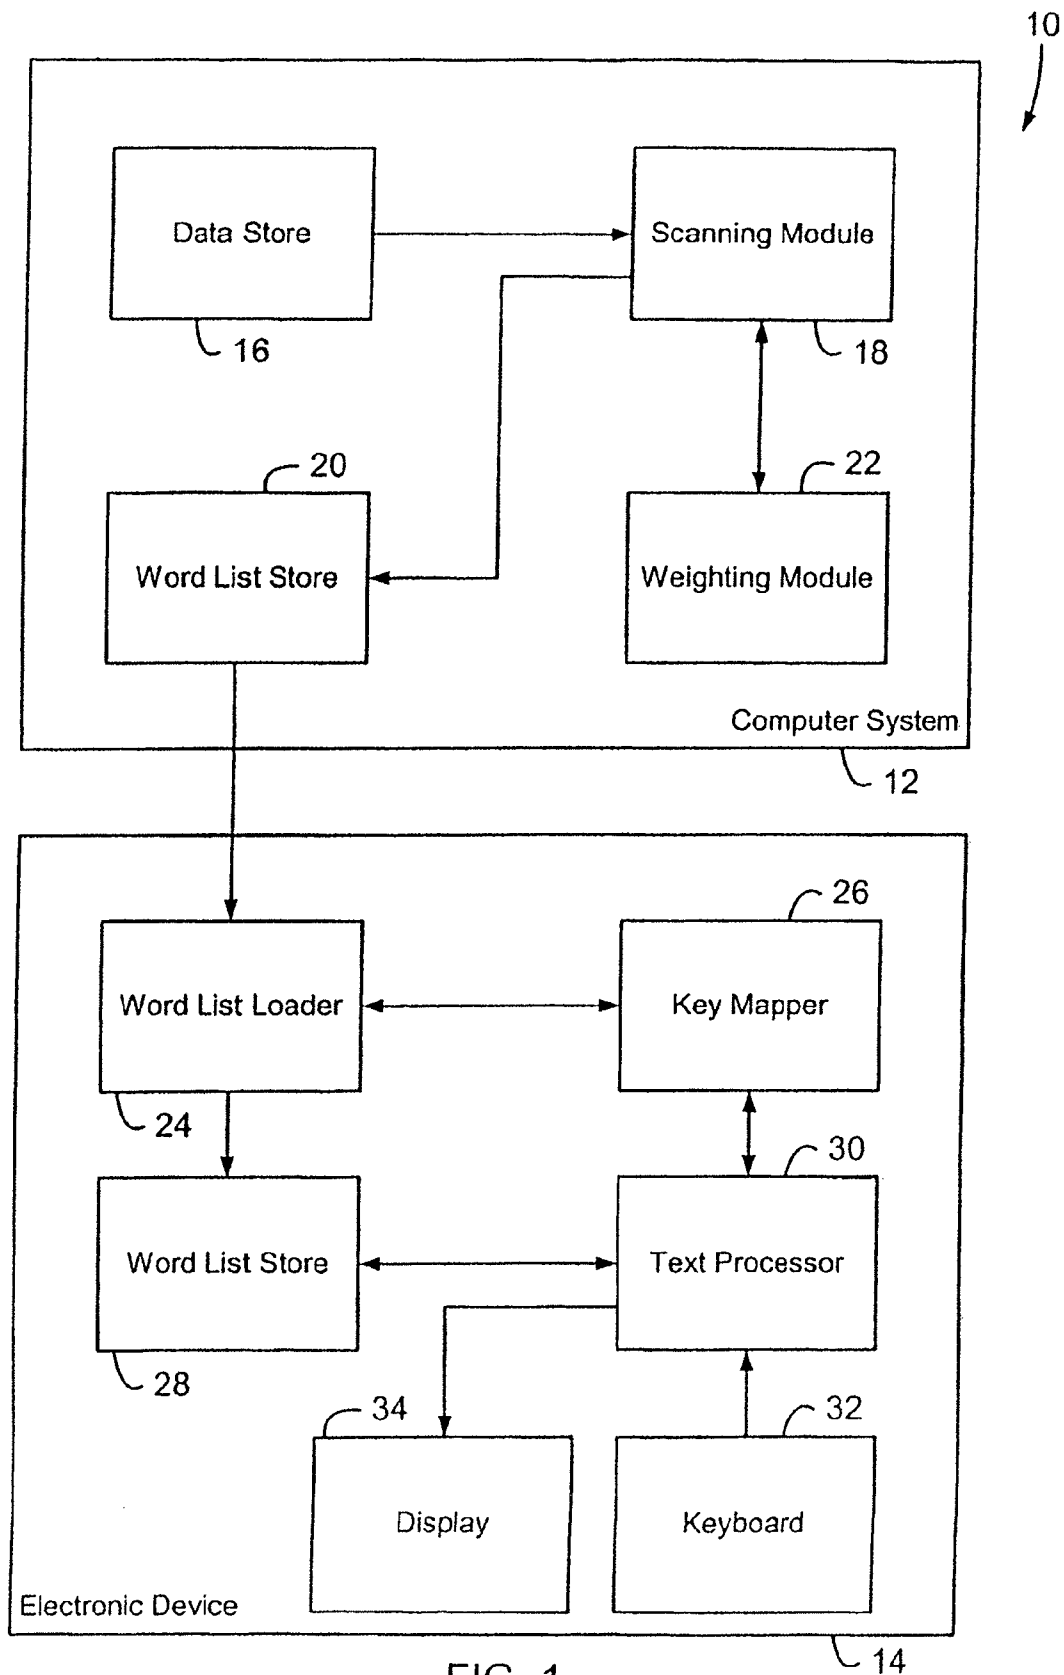 10
Data Store
Scanning Module
16
18
20
22
Word List Store
Weighting Module
Computer System
12
26
Word List Loader
Key Mapper
24
30
Word List Store
Text Processor
28
34
32
Display
Keyboard
Electronic Device
14
FIG. 1